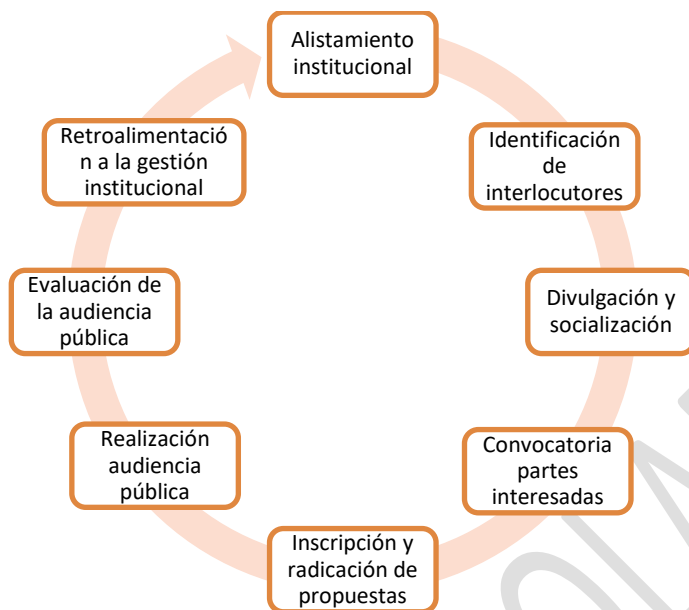 Alistamiento
institucional
Identificación
de
interlocutores
Divulgación y
socialización
Convocatoria
partes
interesadas
Inscripción y
radicación de
propuestas
Realización
audiencia
pública
Evaluación de
la audiencia
pública
Retroalimentació
n a la gestión
institucional